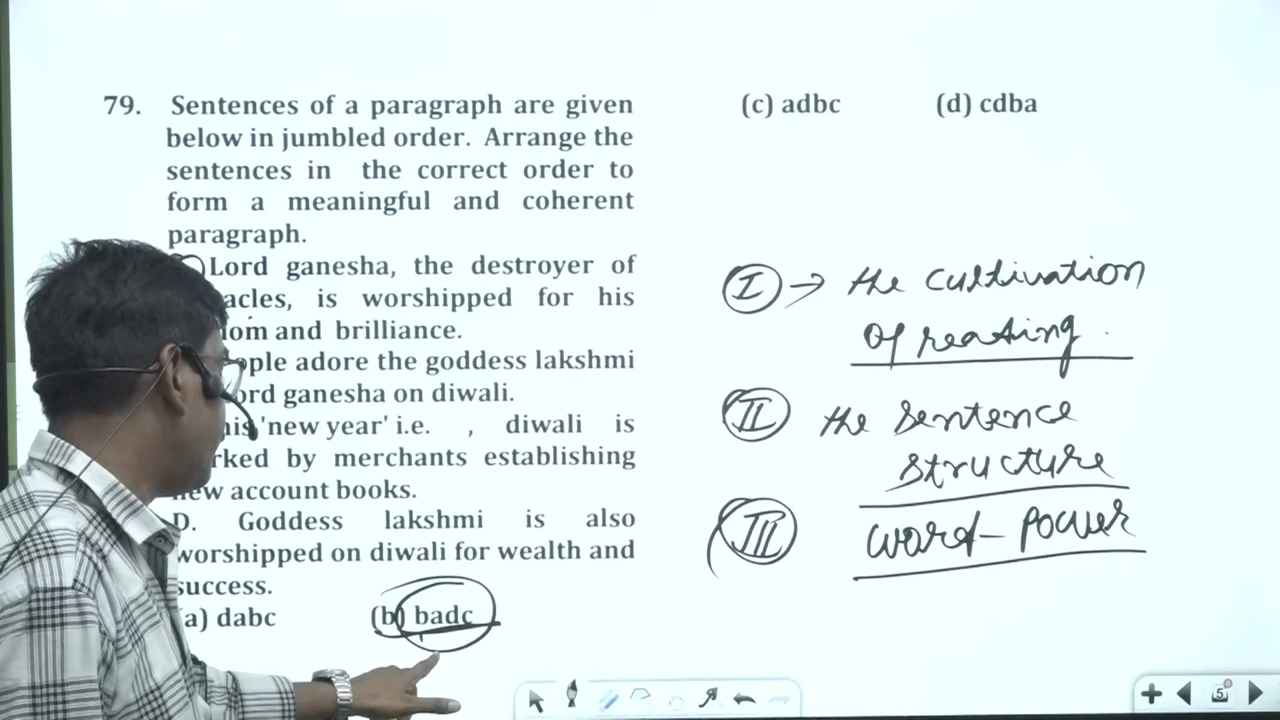 79. Sentences of a paragraph are given
below in jumbled order. Arrange the
sentences in the correct order to
form a meaningful and coherent
paragraph.
Lord ganesha, the destroyer of
acles, is worshipped for his
dom and brilliance.
ople adore the goddess lakshmi
ord ganesha on diwali.
his 'new year' i.e. , diwali is
rked by merchants establishing
new account books.
D. Goddess lakshmi is also
worshipped on diwali for wealth and
success.
(a) dabc (b) badc
(c) adbc (d) cdba
I → the cultivation
of reading.
II the sentence
structure
III word-power
5